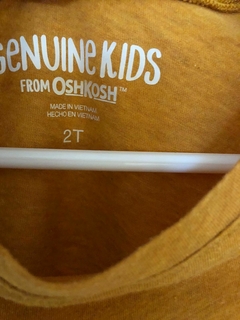 GENUINE KIDS
FROM OSHKOSH™
MADE IN VIETNAM
HECHO EN VIETNAM
2T